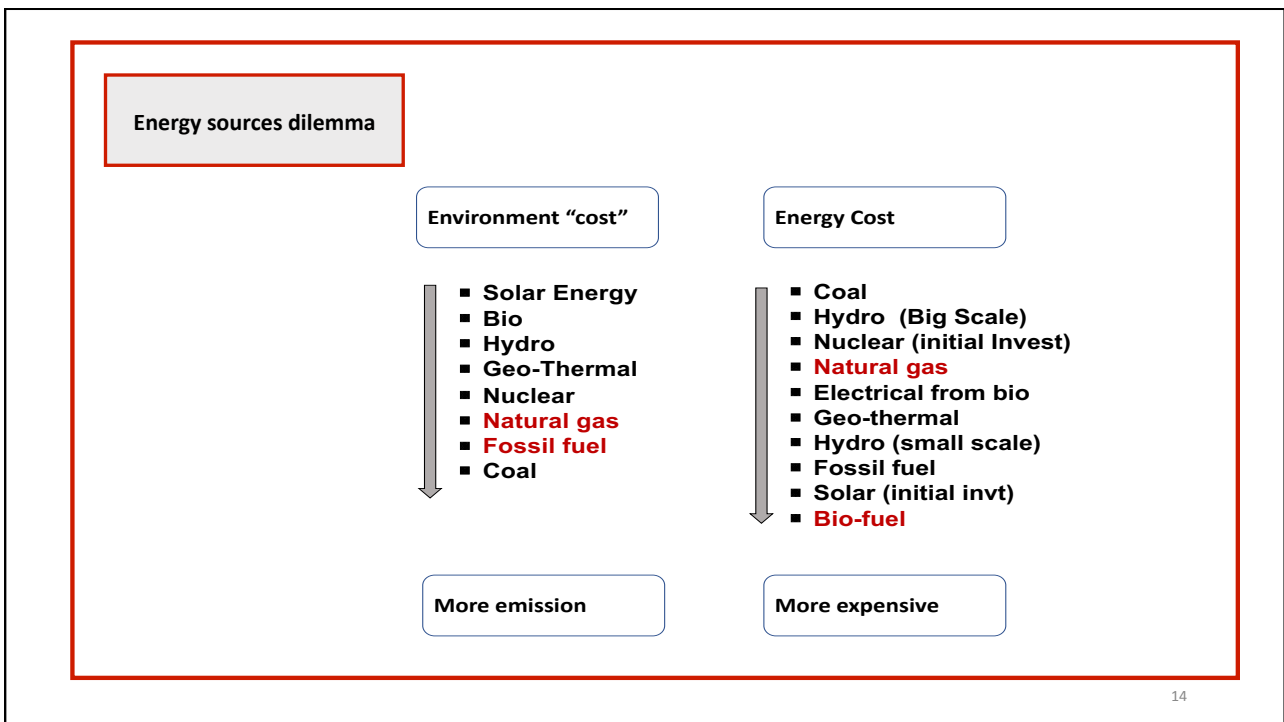 Energy sources dilemma
Environment “cost”
▪ Solar Energy
▪ Bio
▪ Hydro
▪ Geo-Thermal
▪ Nuclear
▪ Natural gas
▪ Fossil fuel
▪ Coal
More emission
Energy Cost
▪ Coal
▪ Hydro (Big Scale)
▪ Nuclear (initial Invest)
▪ Natural gas
▪ Electrical from bio
▪ Geo-thermal
▪ Hydro (small scale)
▪ Fossil fuel
▪ Solar (initial invt)
▪ Bio-fuel
More expensive
14